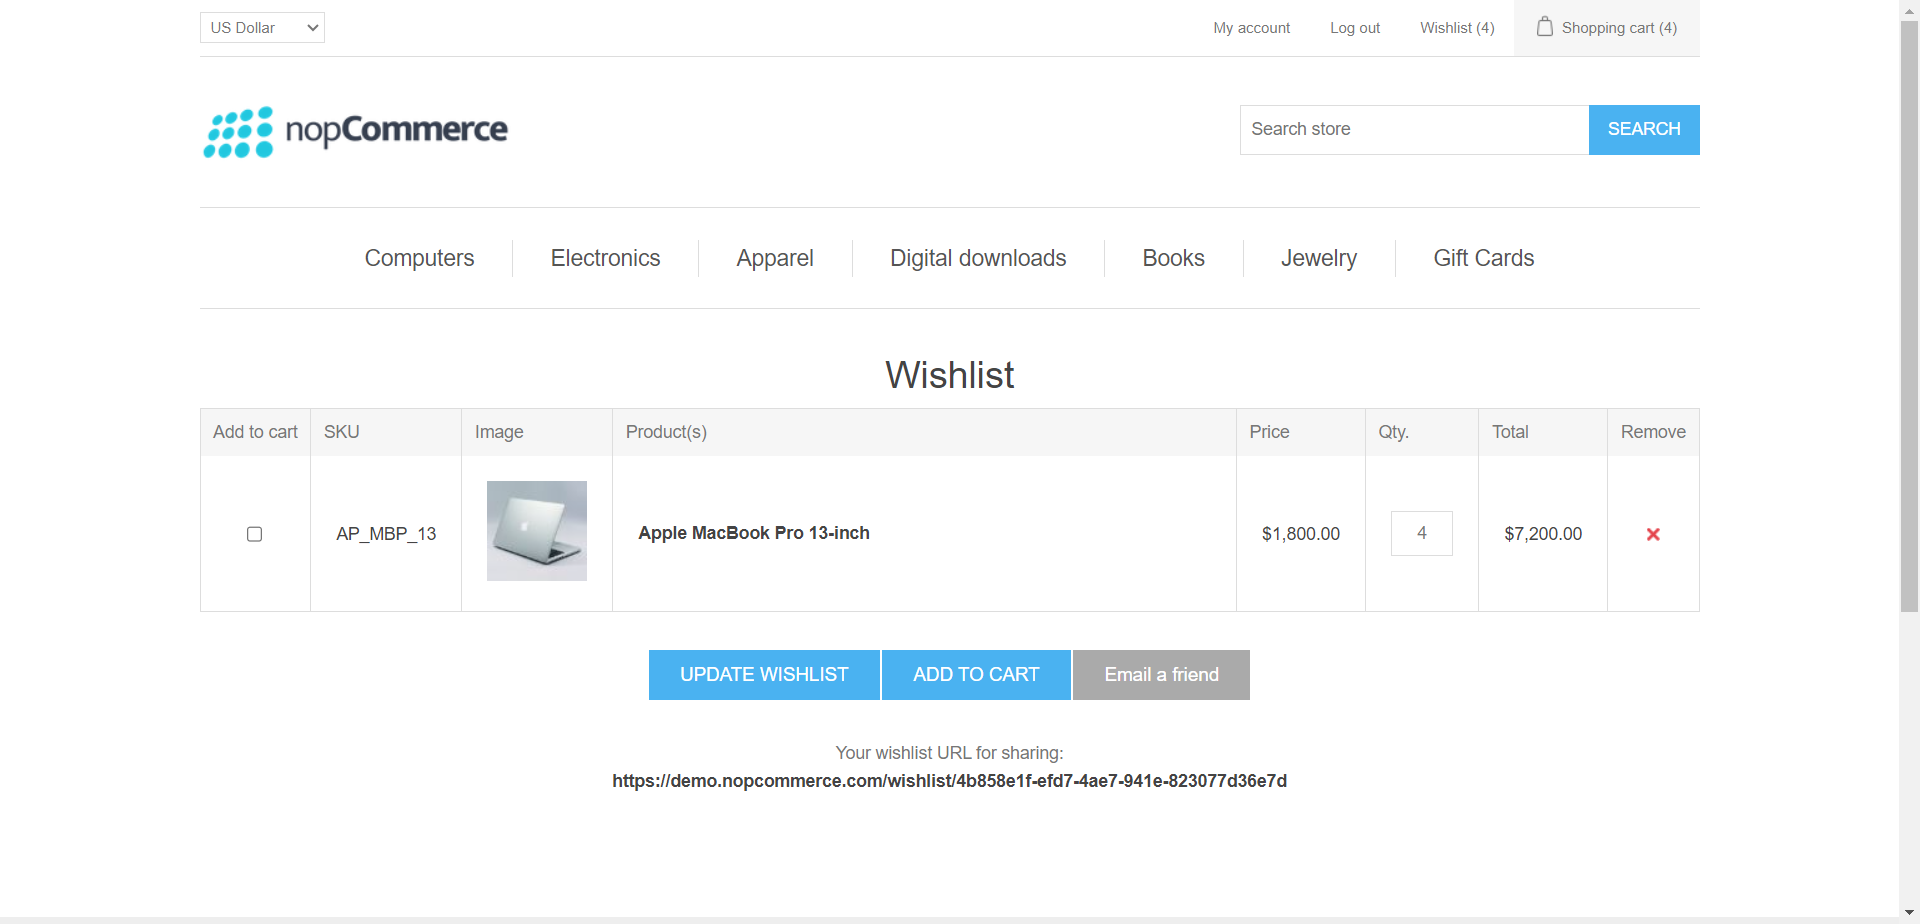 US Dollar
My account
Log out
Wishlist (4)
Shopping cart (4)
nopCommerce
Search store
SEARCH
Computers
Electronics
Apparel
Digital downloads
Books
Jewelry
Gift Cards
Wishlist
Add to cart SKU Image Product(s) Price Qty. Total Remove
AP_MBP_13 Apple MacBook Pro 13-inch $1,800.00 4 $7,200.00
UPDATE WISHLIST
ADD TO CART
Email a friend
Your wishlist URL for sharing:
https://demo.nopcommerce.com/wishlist/4b858e1f-efd7-4ae7-941e-823077d36e7d